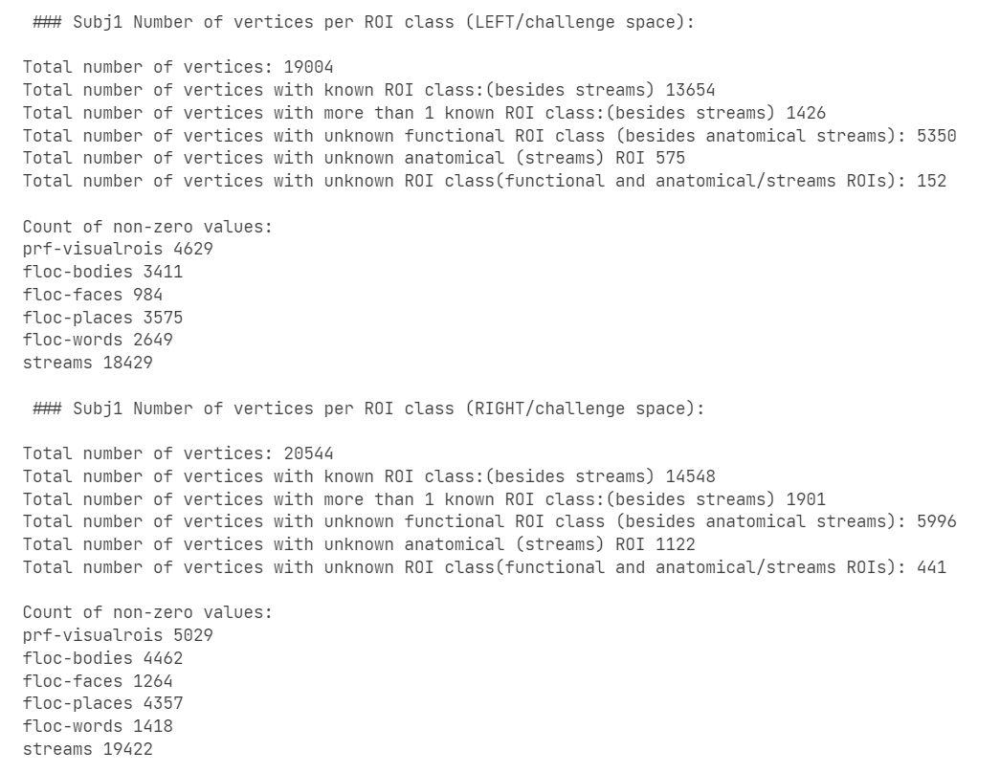 ### Subj1 Number of vertices per ROI class (LEFT/challenge space):
Total number of vertices: 19004
Total number of vertices with known ROI class:(besides streams) 13654
Total number of vertices with more than 1 known ROI class:(besides streams) 1426
Total number of vertices with unknown functional ROI class (besides anatomical streams): 5350
Total number of vertices with unknown anatomical (streams) ROI 575
Total number of vertices with unknown ROI class(functional and anatomical/streams ROIs): 152
Count of non-zero values:
prf-visualrois 4629
floc-bodies 3411
floc-faces 984
floc-places 3575
floc-words 2649
streams 18429
### Subj1 Number of vertices per ROI class (RIGHT/challenge space):
Total number of vertices: 20544
Total number of vertices with known ROI class:(besides streams) 14548
Total number of vertices with more than 1 known ROI class:(besides streams) 1901
Total number of vertices with unknown functional ROI class (besides anatomical streams): 5996
Total number of vertices with unknown anatomical (streams) ROI 1122
Total number of vertices with unknown ROI class(functional and anatomical/streams ROIs): 441
Count of non-zero values:
prf-visualrois 5029
floc-bodies 4462
floc-faces 1264
floc-places 4357
floc-words 1418
streams 19422